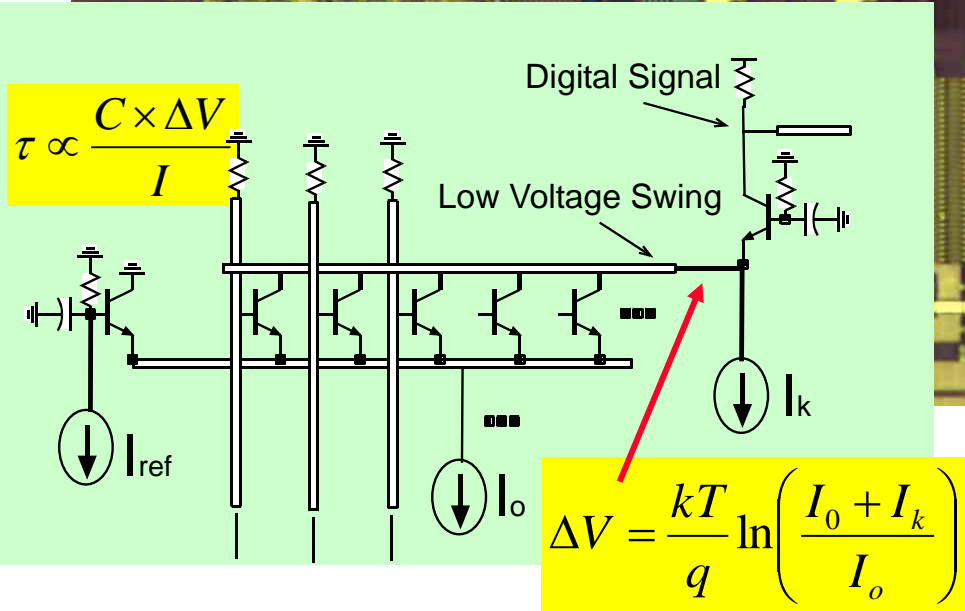 Digital Signal
τ ∝ C × ΔV / I
Low Voltage Swing
I_k
I_ref
I_o
ΔV = kT/q ln((I_0 + I_k)/I_o)